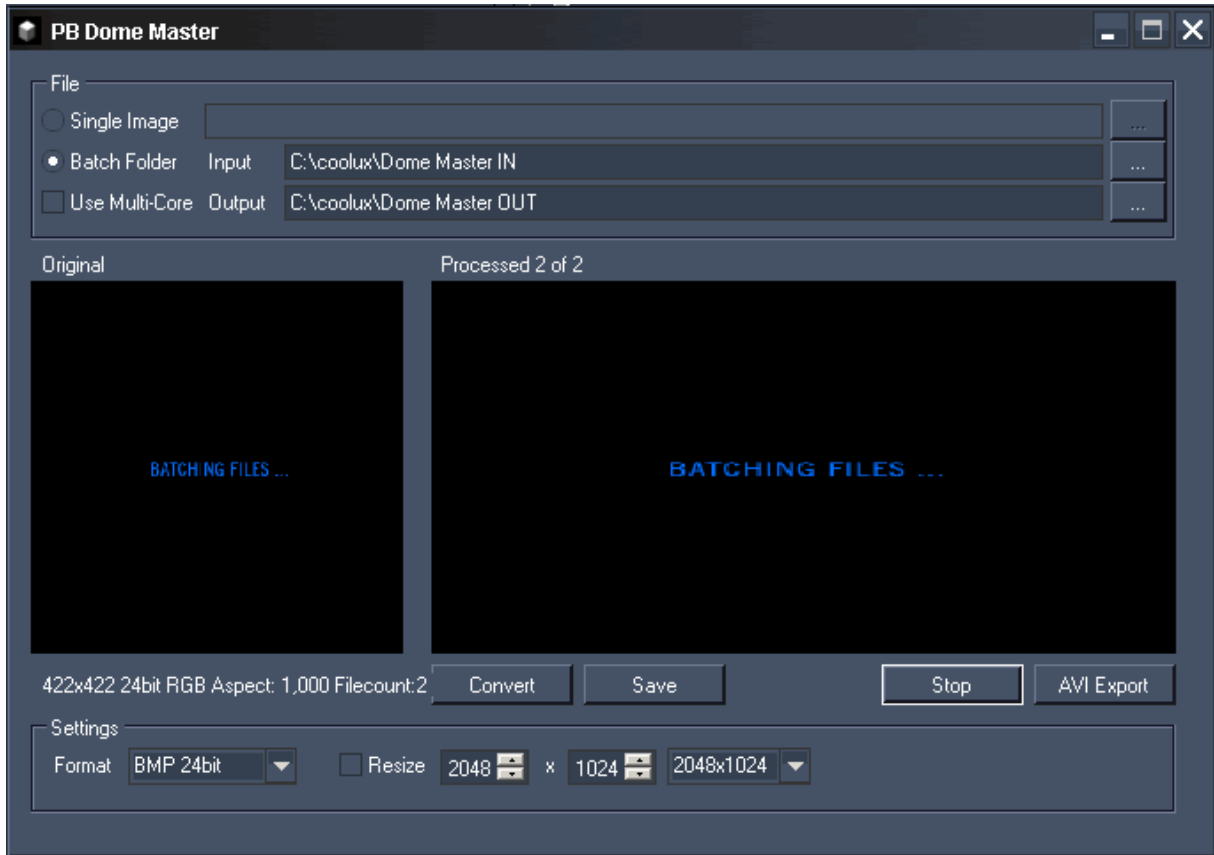 PB Dome Master
File
Single Image ...
Batch Folder Input C:\coolux\Dome Master IN ...
Use Multi-Core Output C:\coolux\Dome Master OUT ...
Original Processed 2 of 2
BATCHING FILES ... BATCHING FILES ...
422x422 24bit RGB Aspect: 1,000 Filecount:2 Convert Save Stop AVI Export
Settings
Format BMP 24bit Resize 2048 x 1024 2048x1024